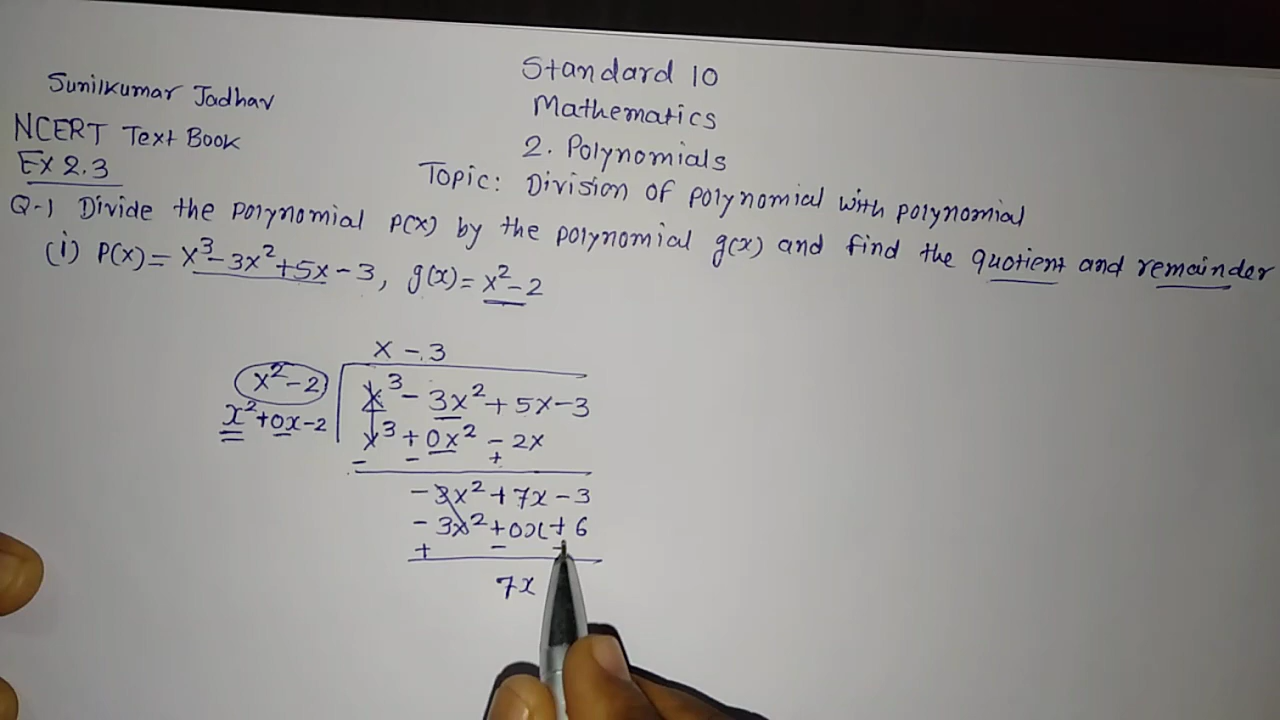 Standard 10
Sunilkumar Jadhav
Mathematics
NCERT Text Book
2. Polynomials
Ex 2.3
Topic: Division of polynomial with polynomial
Q-1 Divide the polynomial p(x) by the polynomial g(x) and find the quotient and remainder
(i) P(x) = x³ - 3x² + 5x - 3, g(x) = x² - 2
x - 3
x² - 2
x³ - 3x² + 5x - 3
x² + 0x - 2
x³ + 0x² - 2x
- - +
- 3x² + 7x - 3
- 3x² + 0x + 6
+ - -
7x